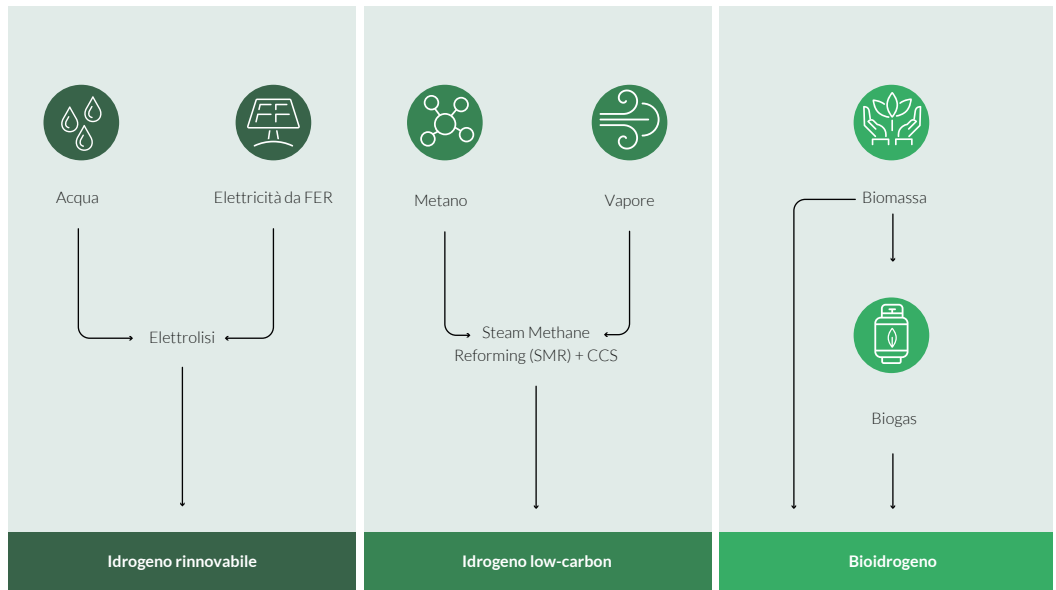 Acqua
Elettricità da FER
Elettrolisi
Idrogeno rinnovabile
Metano
Vapore
Steam Methane
Reforming (SMR) + CCS
Idrogeno low-carbon
Biomassa
Biogas
Bioidrogeno